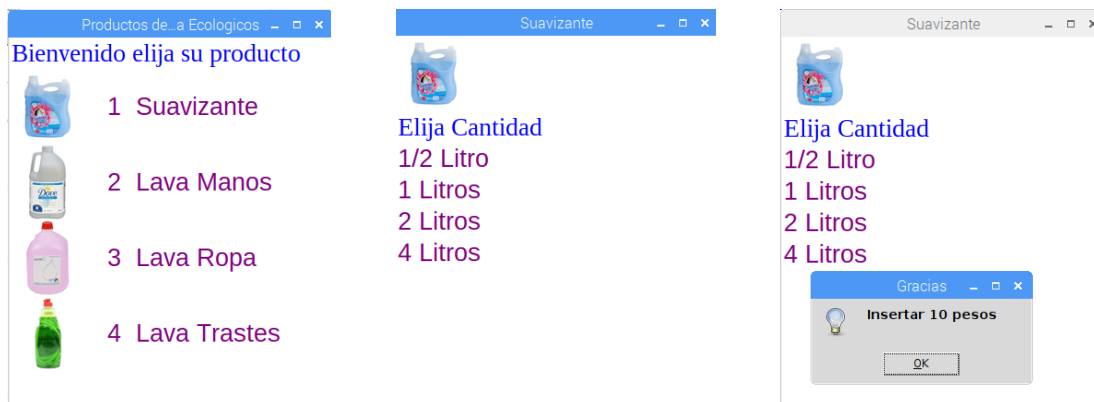 Productos de...a Ecologicos
Bienvenido elija su producto
1 Suavizante
2 Lava Manos
Dove
3 Lava Ropa
4 Lava Trastes
Suavizante
Elija Cantidad
1/2 Litro
1 Litros
2 Litros
4 Litros
Suavizante
Elija Cantidad
1/2 Litro
1 Litros
2 Litros
4 Litros
Gracias
Insertar 10 pesos
OK